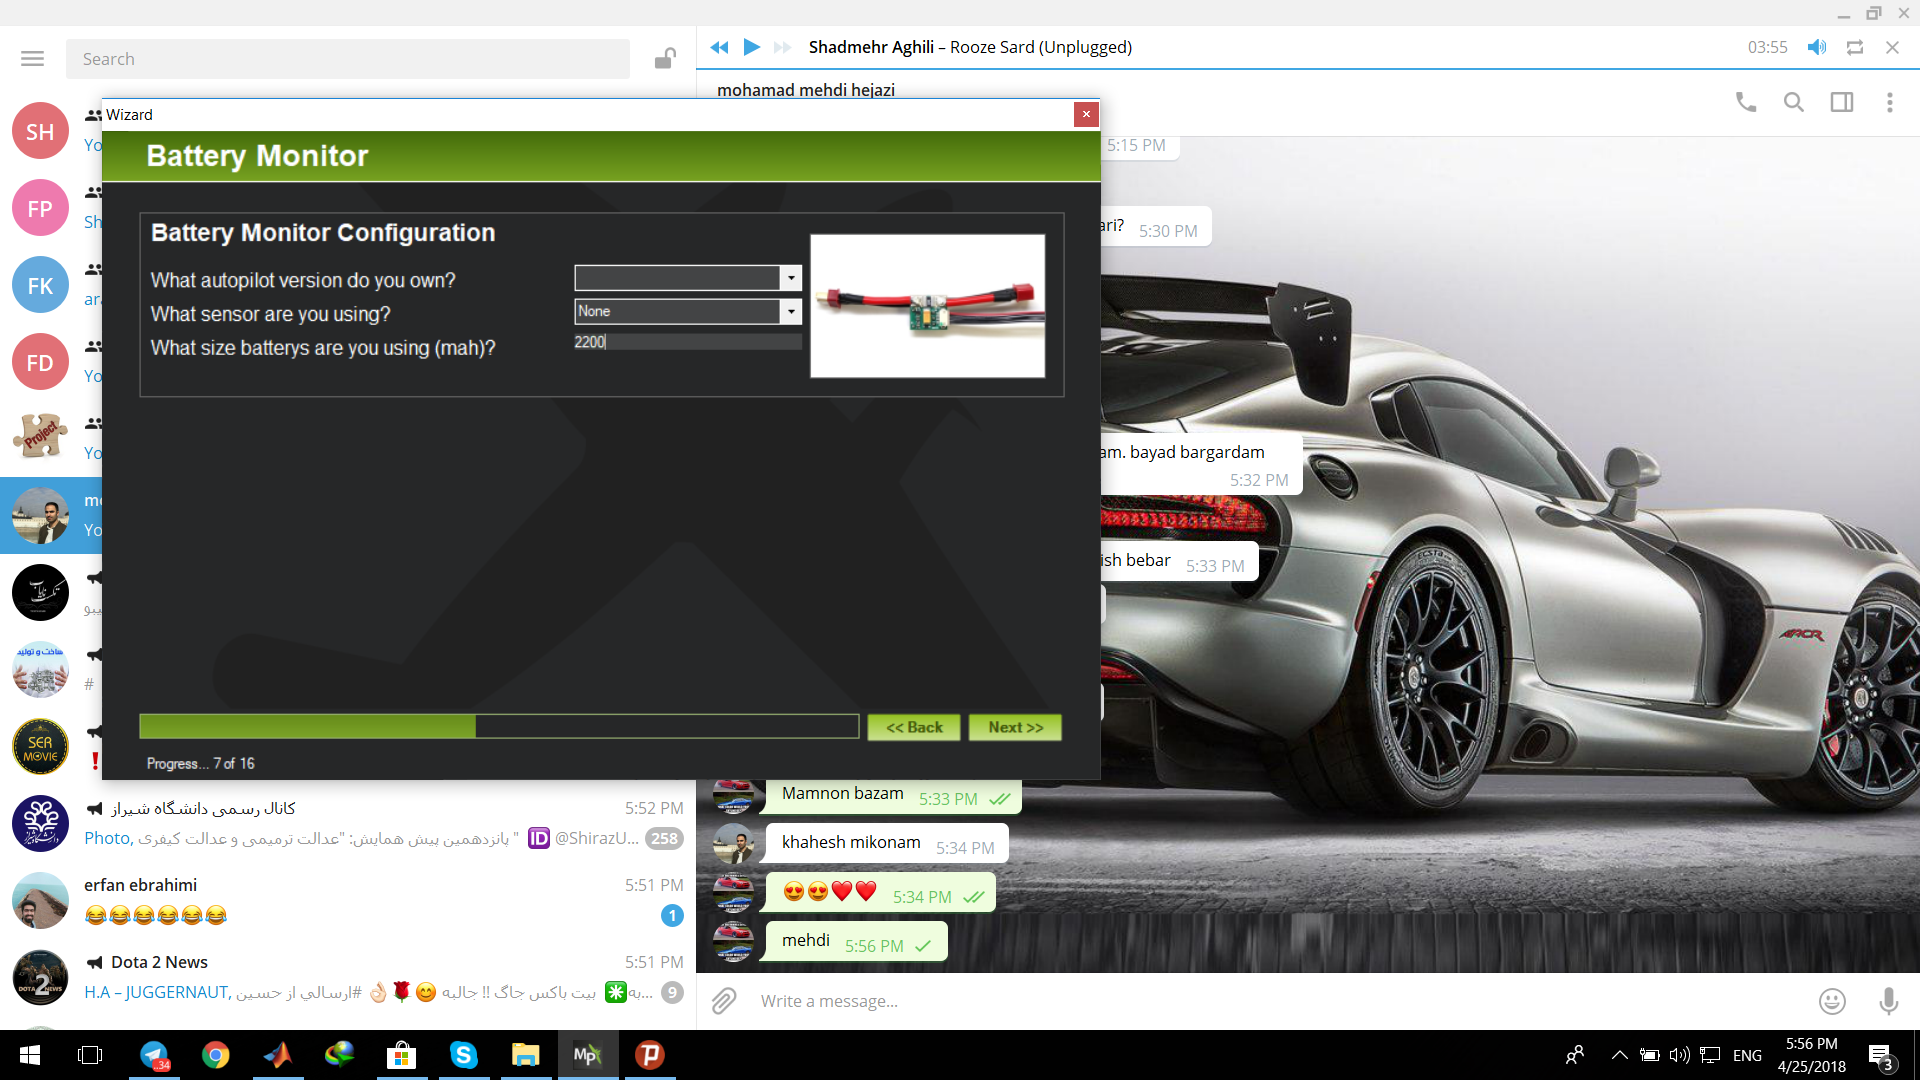 Search
Shadmehr Aghili – Rooze Sard (Unplugged)
03:55
mohamad mehdi hejazi
Wizard
Battery Monitor
Battery Monitor Configuration
What autopilot version do you own?
What sensor are you using?
None
What size batterys are you using (mah)?
2200
<< Back
Next >>
Progress... 7 of 16
SH
Yo
FP
Sh
FK
ar
FD
Yo
Project
Yo
Yo
#
SER
MOVIE
5:15 PM
ari? 5:30 PM
am. bayad bargardam
5:32 PM
ish bebar 5:33 PM
ACR
Mamnon bazam 5:33 PM
khahesh mikonam 5:34 PM
😍😍❤️❤️ 5:34 PM
mehdi 5:56 PM
Write a message...
کانال رسمی دانشگاه شیراز 5:52 PM
Photo, پانزدهمین پیش همایش: "عدالت ترمیمی و عدالت کیفری " 🆔 @ShirazU... 258
erfan ebrahimi 5:51 PM
😂😂😂😂😂😂 1
Dota 2 News 5:51 PM
H.A – JUGGERNAUT, #ارسالي از حسین 👌🏻🌹😊 بیت باکس جاگ !! جالبه ✳️به... 9
34
ENG
5:56 PM
4/25/2018
3